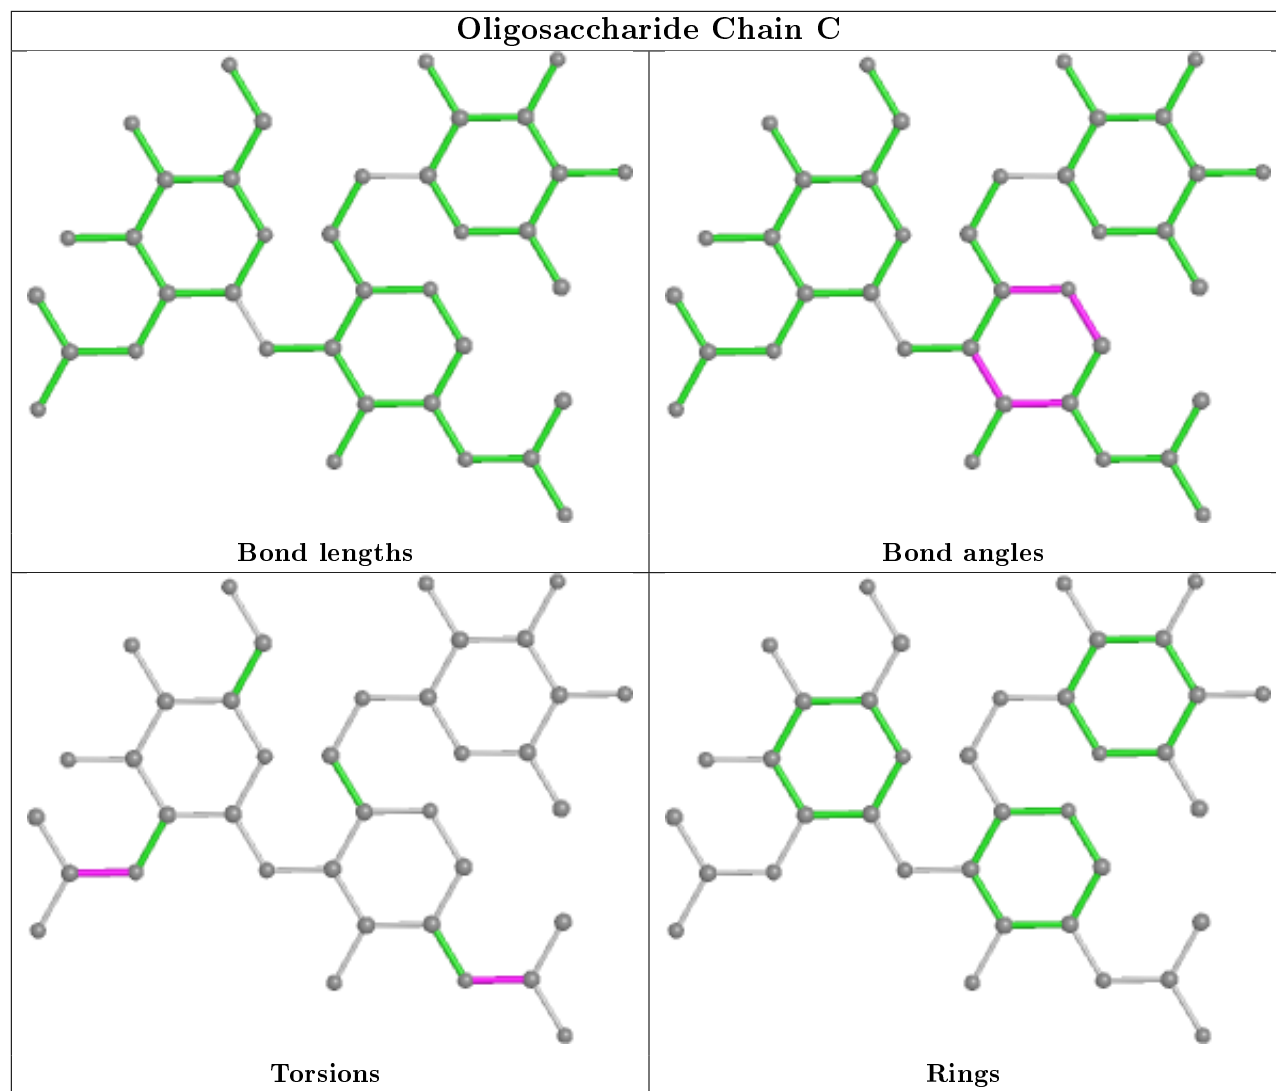 Oligosaccharide Chain C
Bond lengths
Bond angles
Torsions
Rings